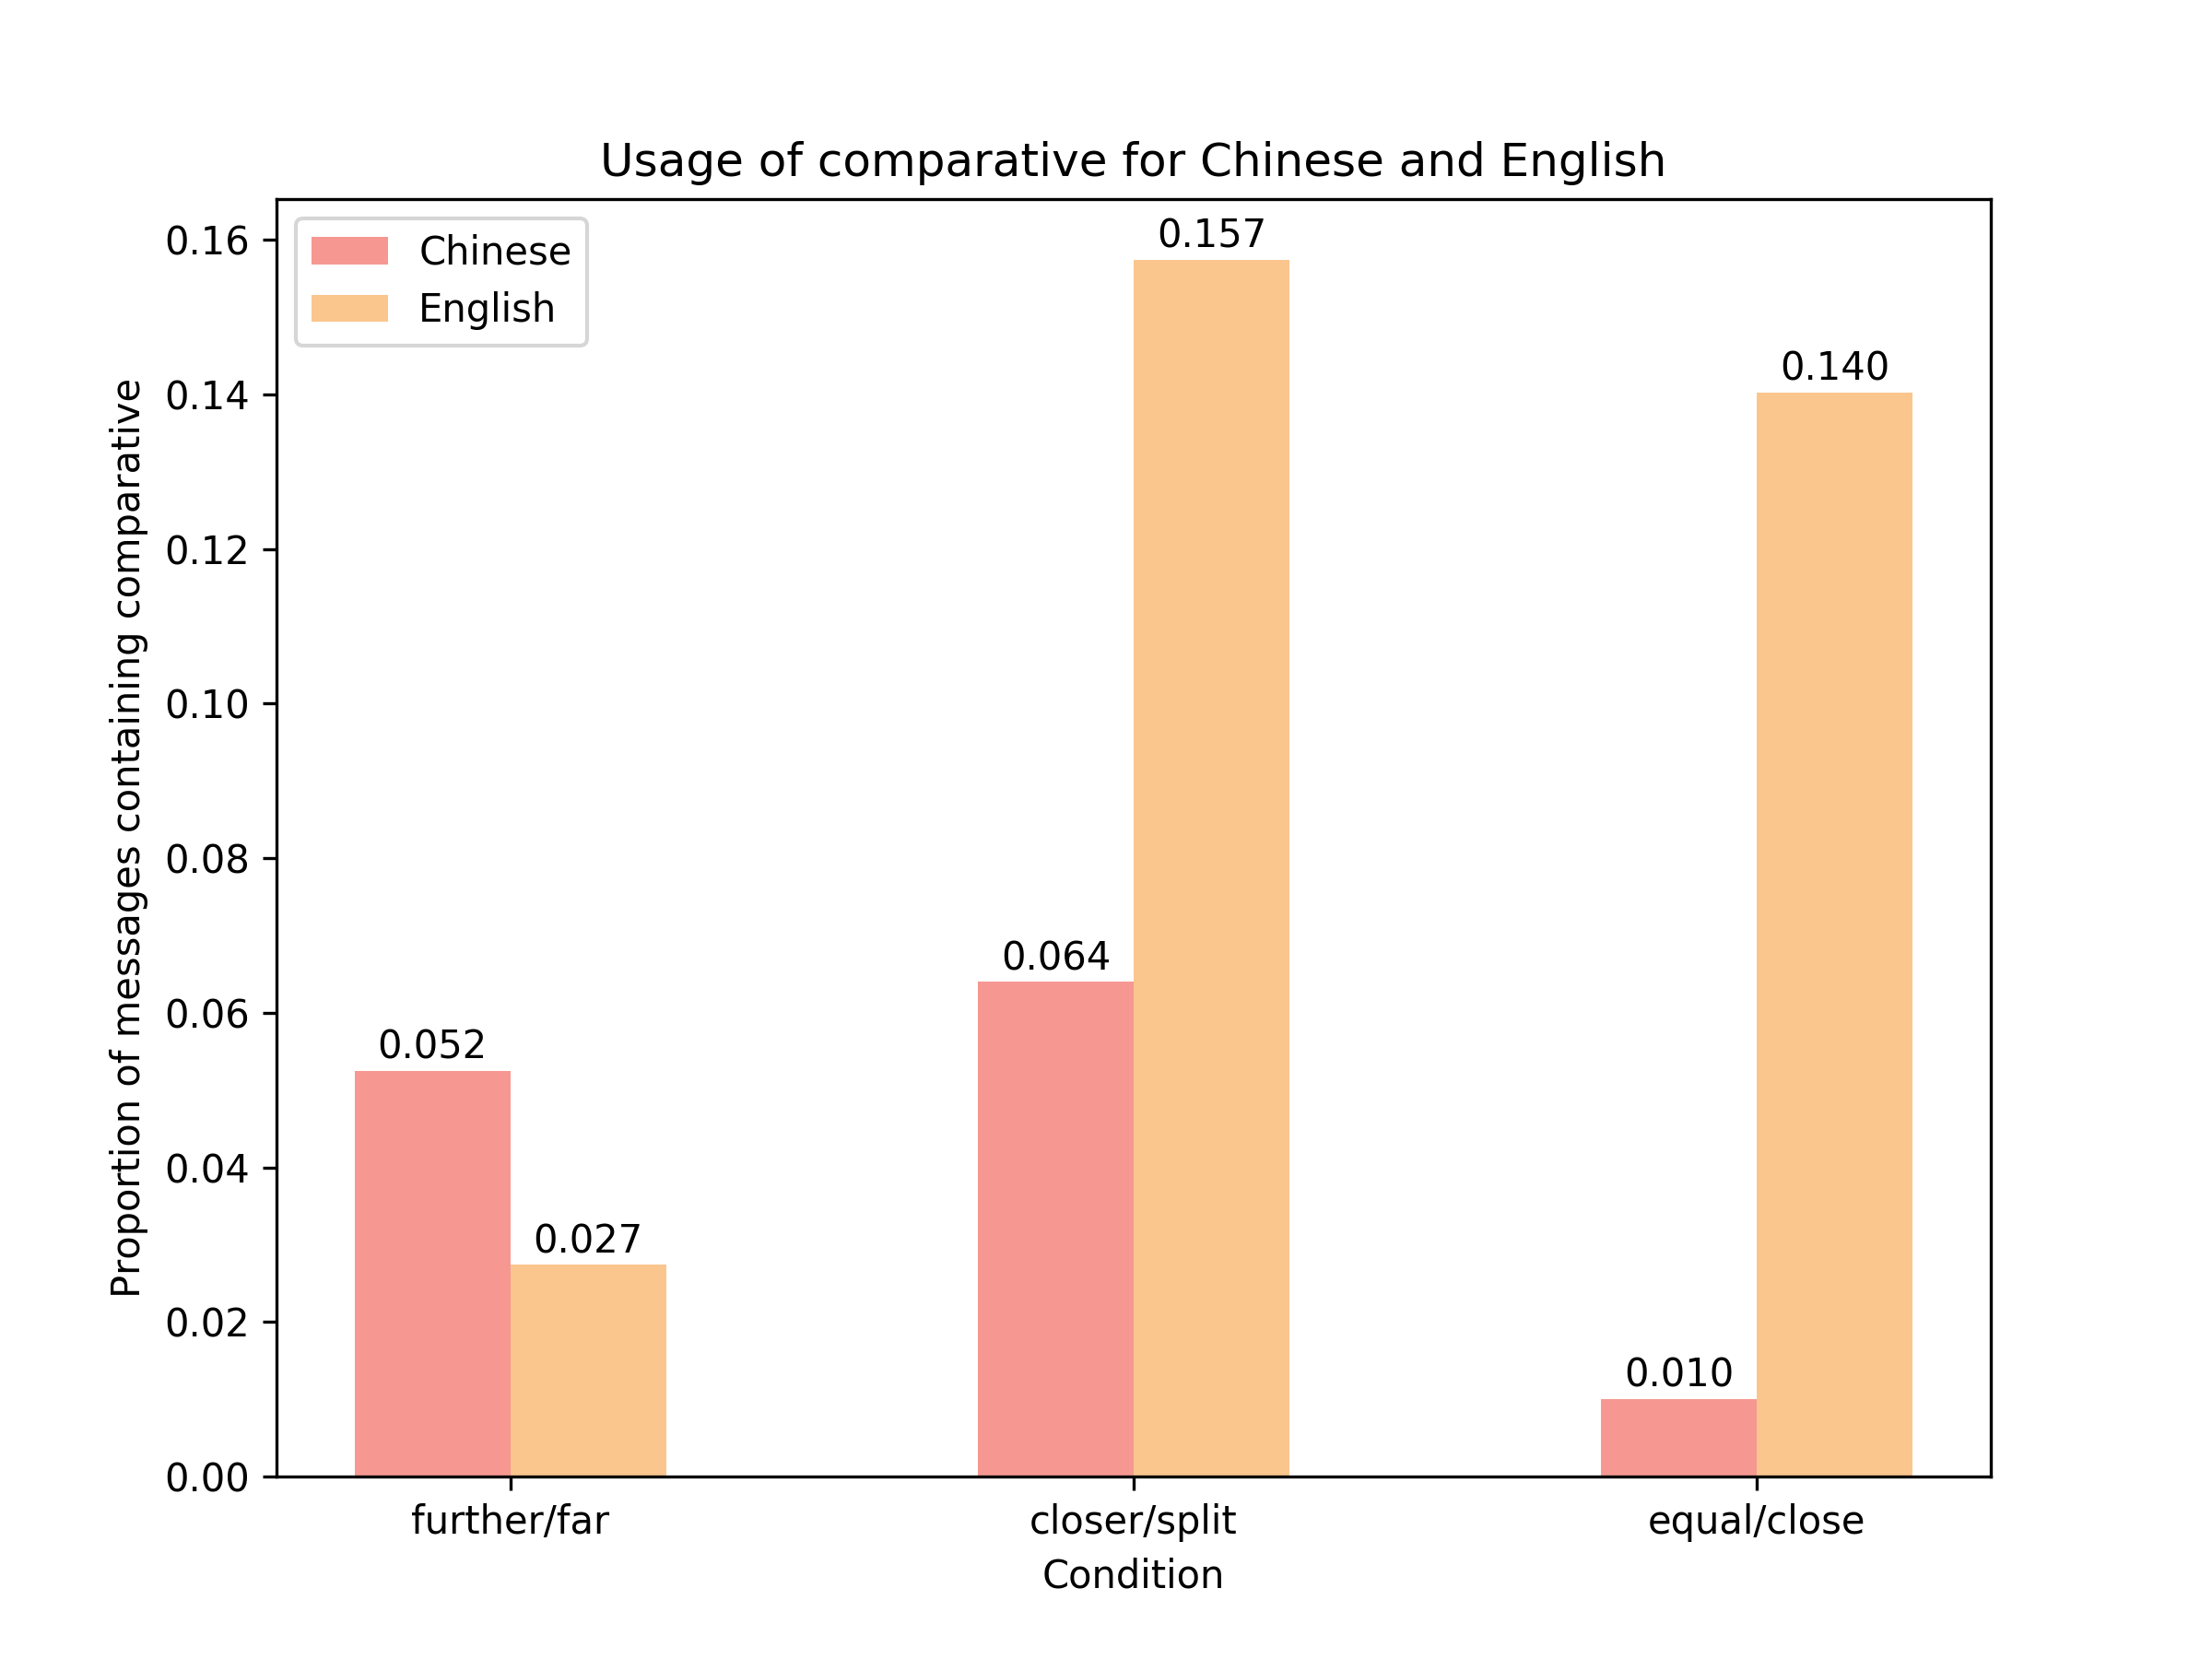 Usage of comparative for Chinese and English
Chinese
English
Proportion of messages containing comparative
0.16
0.14
0.12
0.10
0.08
0.06
0.04
0.02
0.00
0.052
0.027
0.064
0.157
0.010
0.140
further/far
closer/split
equal/close
Condition